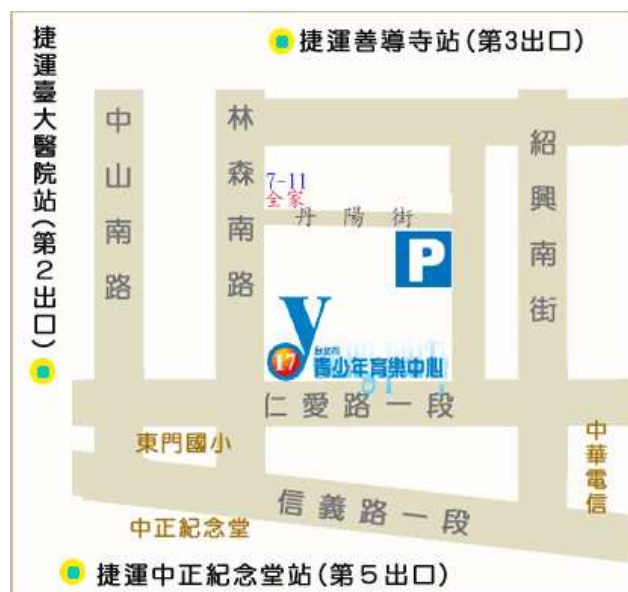 捷運善導寺站(第3出口)
捷運臺大醫院站(第2出口)
中山南路
林森南路
紹興南街
7-11
全家
丹陽街
P
y
17
台北市
青少年育樂中心
仁愛路一段
東門國小
中華電信
信義路一段
中正紀念堂
捷運中正紀念堂站(第5出口)